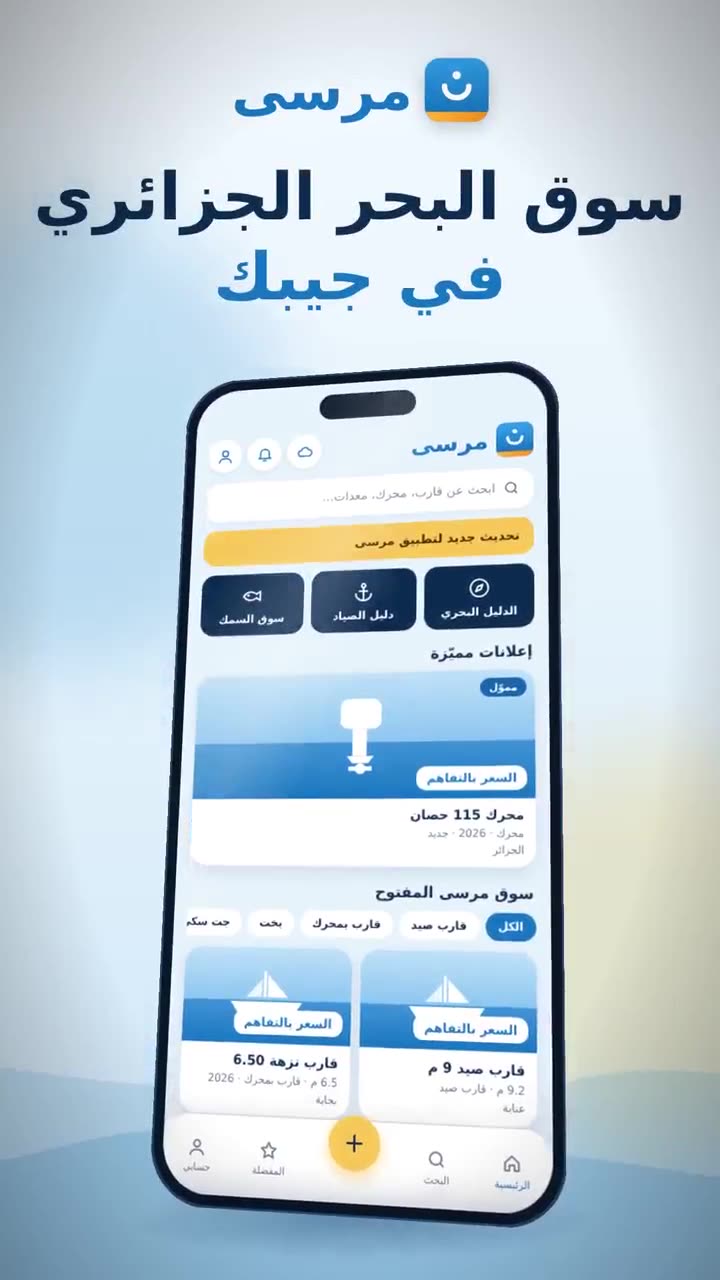 مرسى
سوق البحر الجزائري
في جيبك
مرسى
ابحث عن قارب، محرك، معدات...
تحديث جديد لتطبيق مرسى
الدليل البحري
دليل الصياد
سوق السمك
إعلانات مميّزة
مموّل
السعر بالتفاهم
محرك 115 حصان
محرك · 2026 · جديد
الجزائر
سوق مرسى المفتوح
الكل قارب صيد قارب بمحرك يخت جت سكي
السعر بالتفاهم
قارب صيد 9 م
9.2 م · قارب صيد
عنابة
السعر بالتفاهم
قارب نزهة 6.50
6.5 م · قارب بمحرك · 2026
بجاية
الرئيسية
البحث
+
المفضلة
حسابي